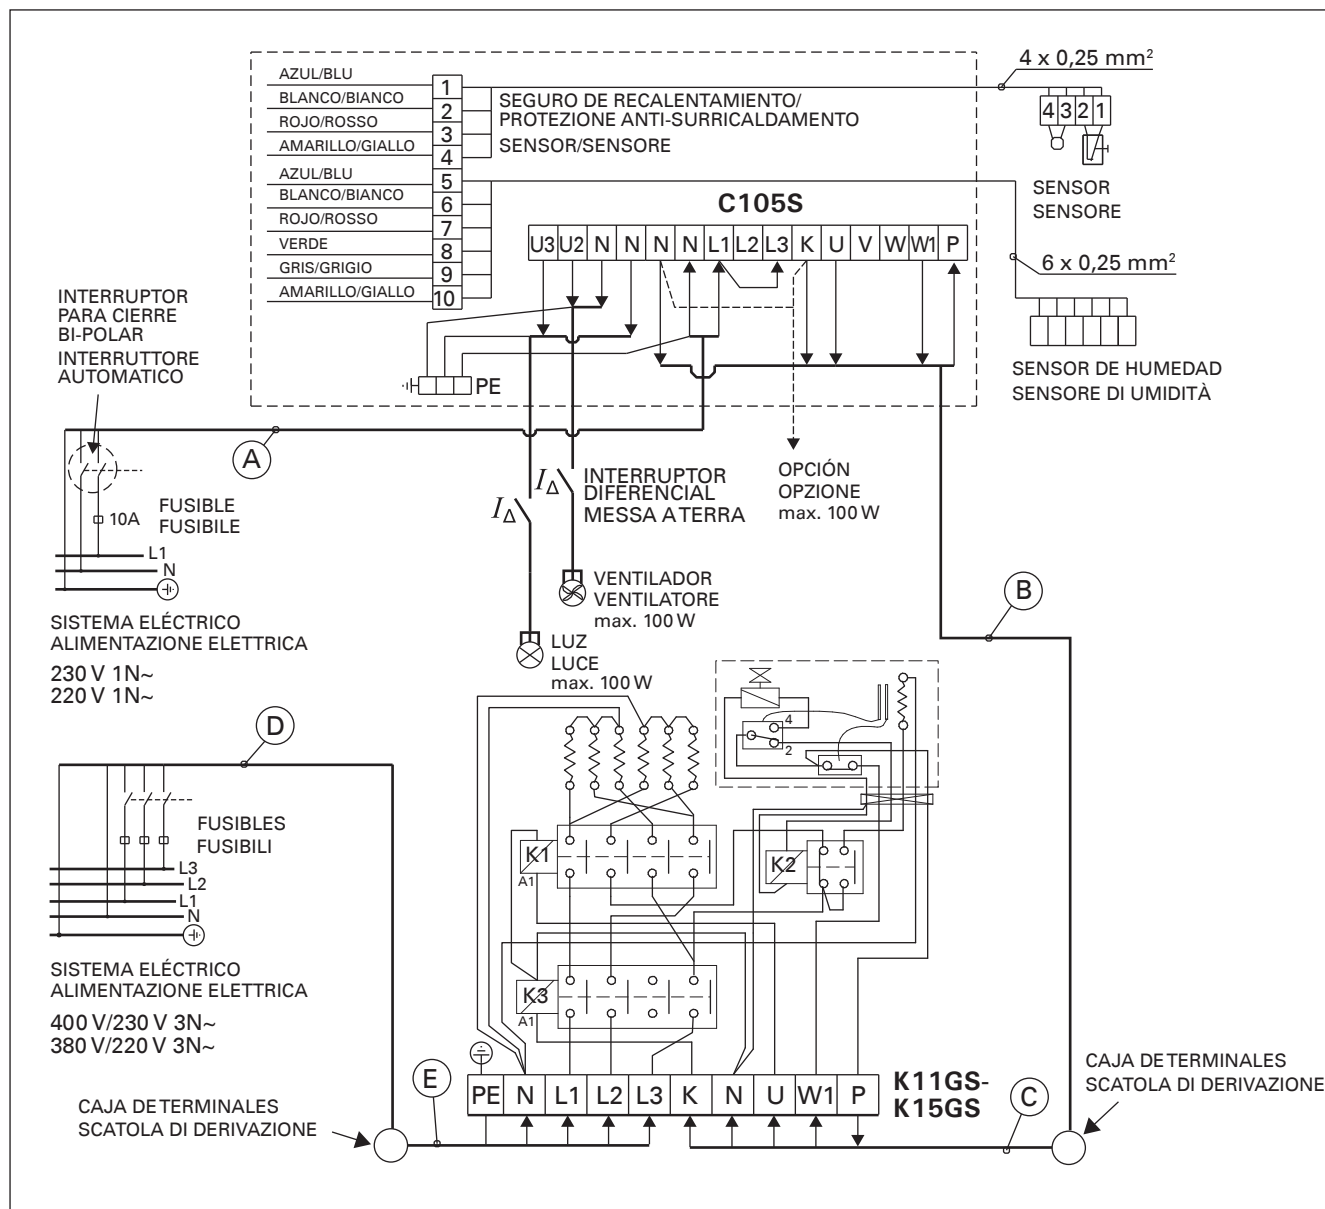 4 x 0,25 mm²
AZUL/BLU
1
BLANCO/BIANCO
2
ROJO/ROSSO
3
AMARILLO/GIALLO
4
AZUL/BLU
5
BLANCO/BIANCO
6
ROJO/ROSSO
7
VERDE
8
GRIS/GRIGIO
9
AMARILLO/GIALLO
10
SEGURO DE RECALENTAMIENTO/
PROTEZIONE ANTI-SURRICALDAMENTO
SENSOR/SENSORE
4 3 2 1
SENSOR
SENSORE
C105S
U3 U2 N N N N L1 L2 L3 K U V W W1 P
6 x 0,25 mm²
SENSOR DE HUMEDAD
SENSORE DI UMIDITÀ
INTERRUPTOR
PARA CIERRE
BI-POLAR
INTERRUTTORE
AUTOMATICO
PE
A
FUSIBLE
FUSIBILE
10A
L1
N
SISTEMA ELÉCTRICO
ALIMENTAZIONE ELETTRICA
230 V 1N~
220 V 1N~
IΔ
IΔ
INTERRUPTOR
DIFERENCIAL
MESSA A TERRA
OPCIÓN
OPZIONE
max. 100 W
VENTILADOR
VENTILATORE
max. 100 W
LUZ
LUCE
max. 100 W
B
D
FUSIBLES
FUSIBILI
L3
L2
L1
N
SISTEMA ELÉCTRICO
ALIMENTAZIONE ELETTRICA
400 V/230 V 3N~
380 V/220 V 3N~
4
2
K1
A1
K2
K3
A1
PE N L1 L2 L3 K N U W1 P
K11GS-
K15GS
E
C
CAJA DE TERMINALES
SCATOLA DI DERIVAZIONE
CAJA DE TERMINALES
SCATOLA DI DERIVAZIONE